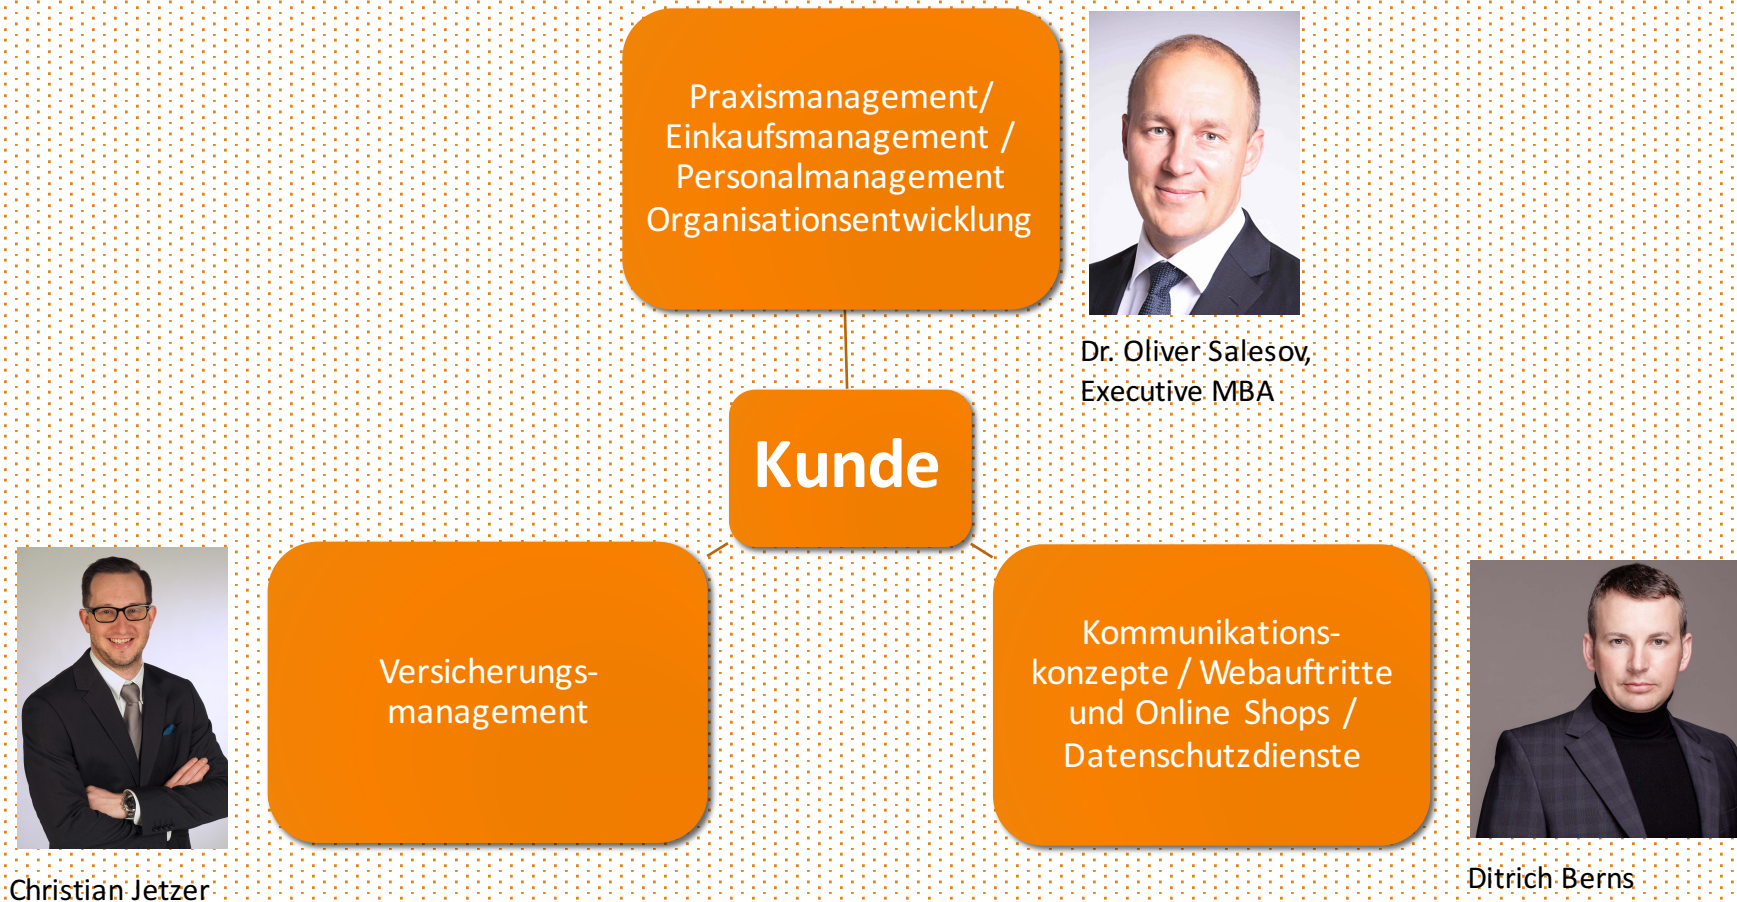 Praxismanagement/
Einkaufsmanagement /
Personalmanagement
Organisationsentwicklung
Dr. Oliver Salesov,
Executive MBA
Kunde
Versicherungs-
management
Christian Jetzer
Kommunikations-
konzepte / Webauftritte
und Online Shops /
Datenschutzdienste
Ditrich Berns